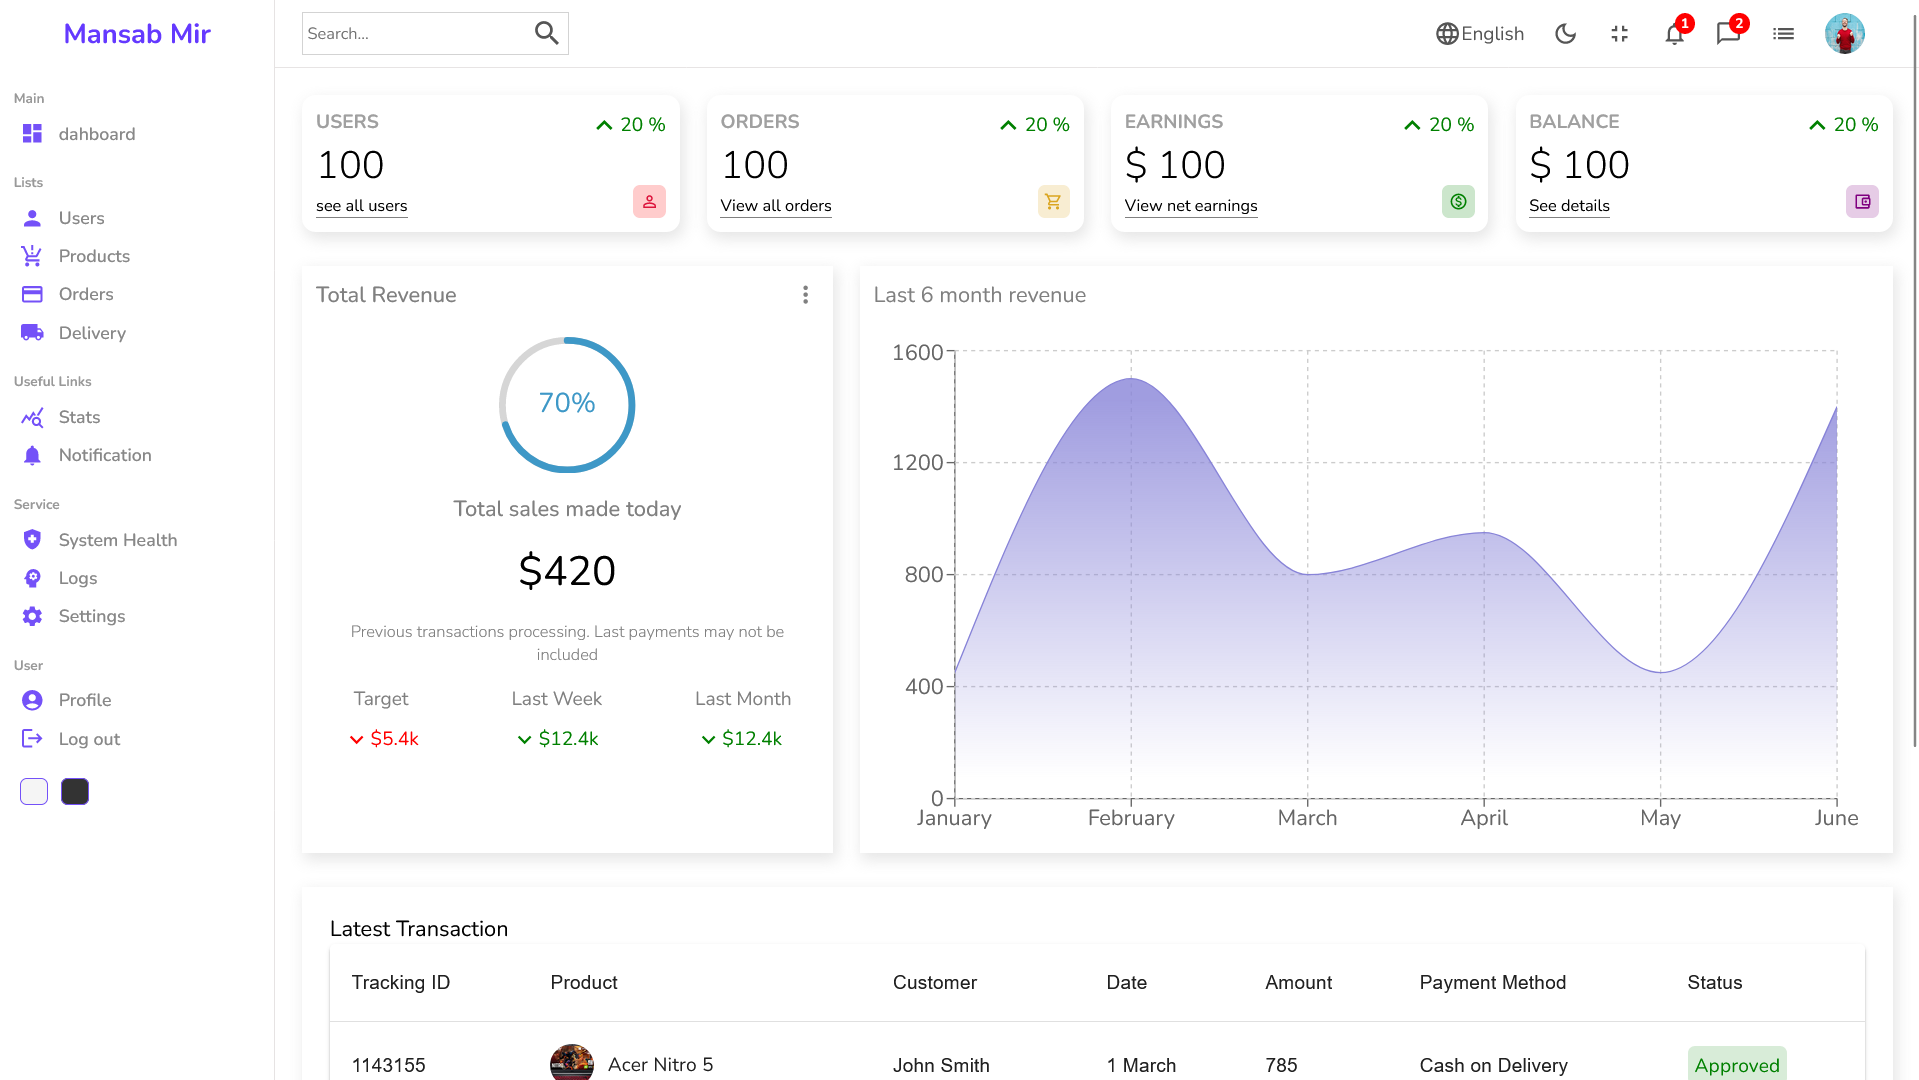 Mansab Mir
Search...
English
1
2
Main
dahboard
Lists
Users
Products
Orders
Delivery
Useful Links
Stats
Notification
Service
System Health
Logs
Settings
User
Profile
Log out
USERS
20 %
100
see all users
ORDERS
20 %
100
View all orders
EARNINGS
20 %
$ 100
View net earnings
BALANCE
20 %
$ 100
See details
Total Revenue
70%
Total sales made today
$420
Previous transactions processing. Last payments may not be
included
Target
Last Week
Last Month
$5.4k
$12.4k
$12.4k
Last 6 month revenue
1600
1200
800
400
0
January
February
March
April
May
June
Latest Transaction
Tracking ID
Product
Customer
Date
Amount
Payment Method
Status
1143155
Acer Nitro 5
John Smith
1 March
785
Cash on Delivery
Approved